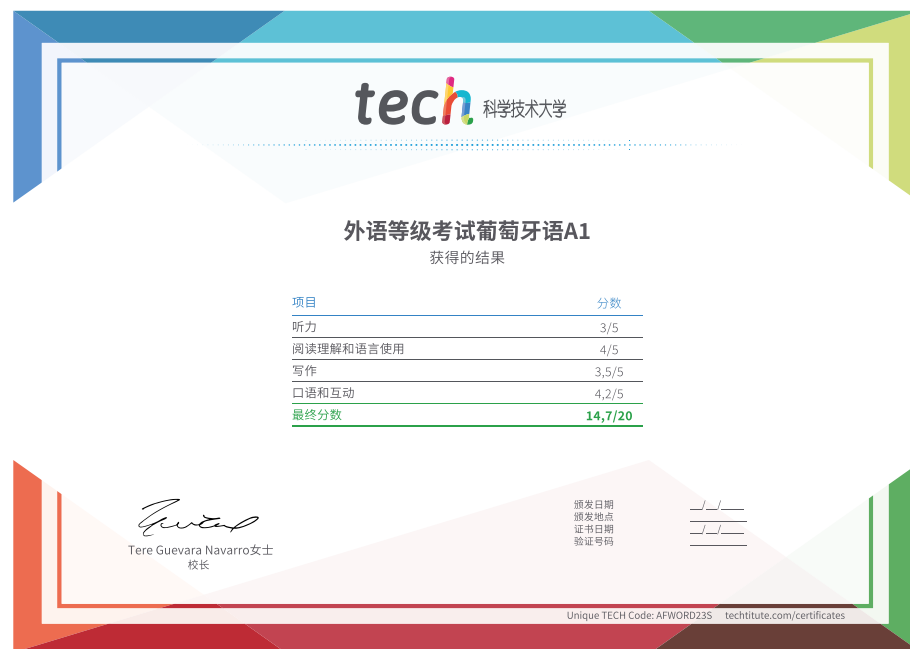 tech 科学技术大学
外语等级考试葡萄牙语A1
获得的结果
项目 分数
听力 3/5
阅读理解和语言使用 4/5
写作 3,5/5
口语和互动 4,2/5
最终分数 14,7/20
Tere Guevara Navarro女士
校长
颁发日期 __/__/____
颁发地点 __________
证书日期 __/__/____
验证号码 __________
Unique TECH Code: AFWORD23S techtitute.com/certificates